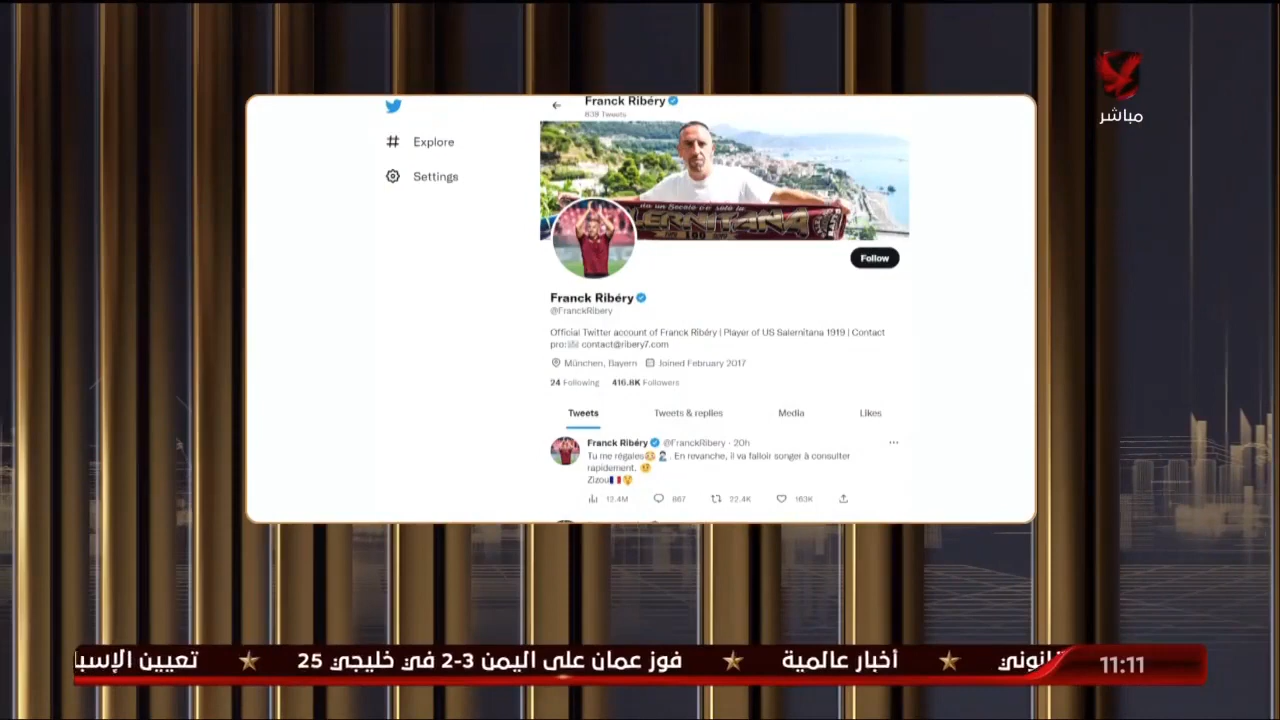 مباشر
Franck Ribéry
839 Tweets
Explore
Settings
ERNITANA
Follow
Franck Ribéry
@FranckRibery
Official Twitter account of Franck Ribéry | Player of US Salernitana 1919 | Contact
pro: contact@ribery7.com
München, Bayern Joined February 2017
24 Following 416.8K Followers
Tweets Tweets & replies Media Likes
Franck Ribéry @FranckRibery · 20h
Tu me régales🥰 . En revanche, il va falloir songer à consulter
rapidement.
Zizou🇫🇷
12.4M 867 22.4K 163K
أخبار عالمية ★ فوز عمان على اليمن 3-2 في خليجي 25 ★ تعيين
11:11